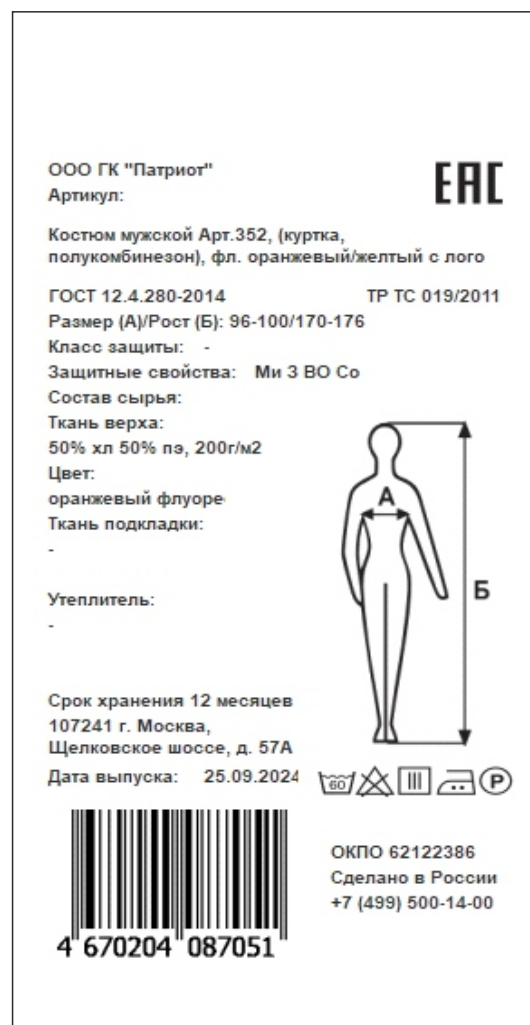 ООО ГК "Патриот"
EAC
Артикул:
Костюм мужской Арт.352, (куртка,
полукомбинезон), фл. оранжевый/желтый с лого
ГОСТ 12.4.280-2014 ТР ТС 019/2011
Размер (А)/Рост (Б): 96-100/170-176
Класс защиты: -
Защитные свойства: Ми З ВО Со
Состав сырья:
Ткань верха:
50% хл 50% пэ, 200г/м2
Цвет:
оранжевый флуоре
Ткань подкладки:
-
Утеплитель:
-
А
Б
Срок хранения 12 месяцев
107241 г. Москва,
Щелковское шоссе, д. 57А
Дата выпуска: 25.09.2024
60 P
ОКПО 62122386
Сделано в России
+7 (499) 500-14-00
4 670204 087051